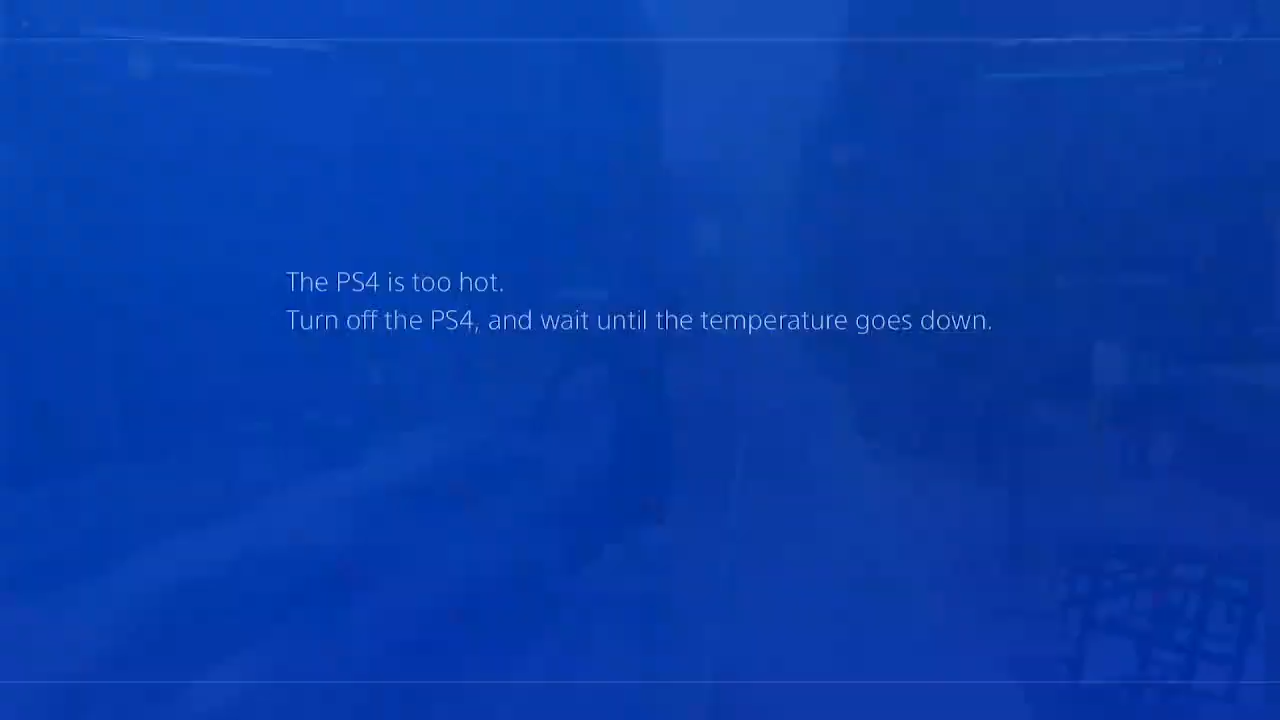 The PS4 is too hot.
Turn off the PS4, and wait until the temperature goes down.